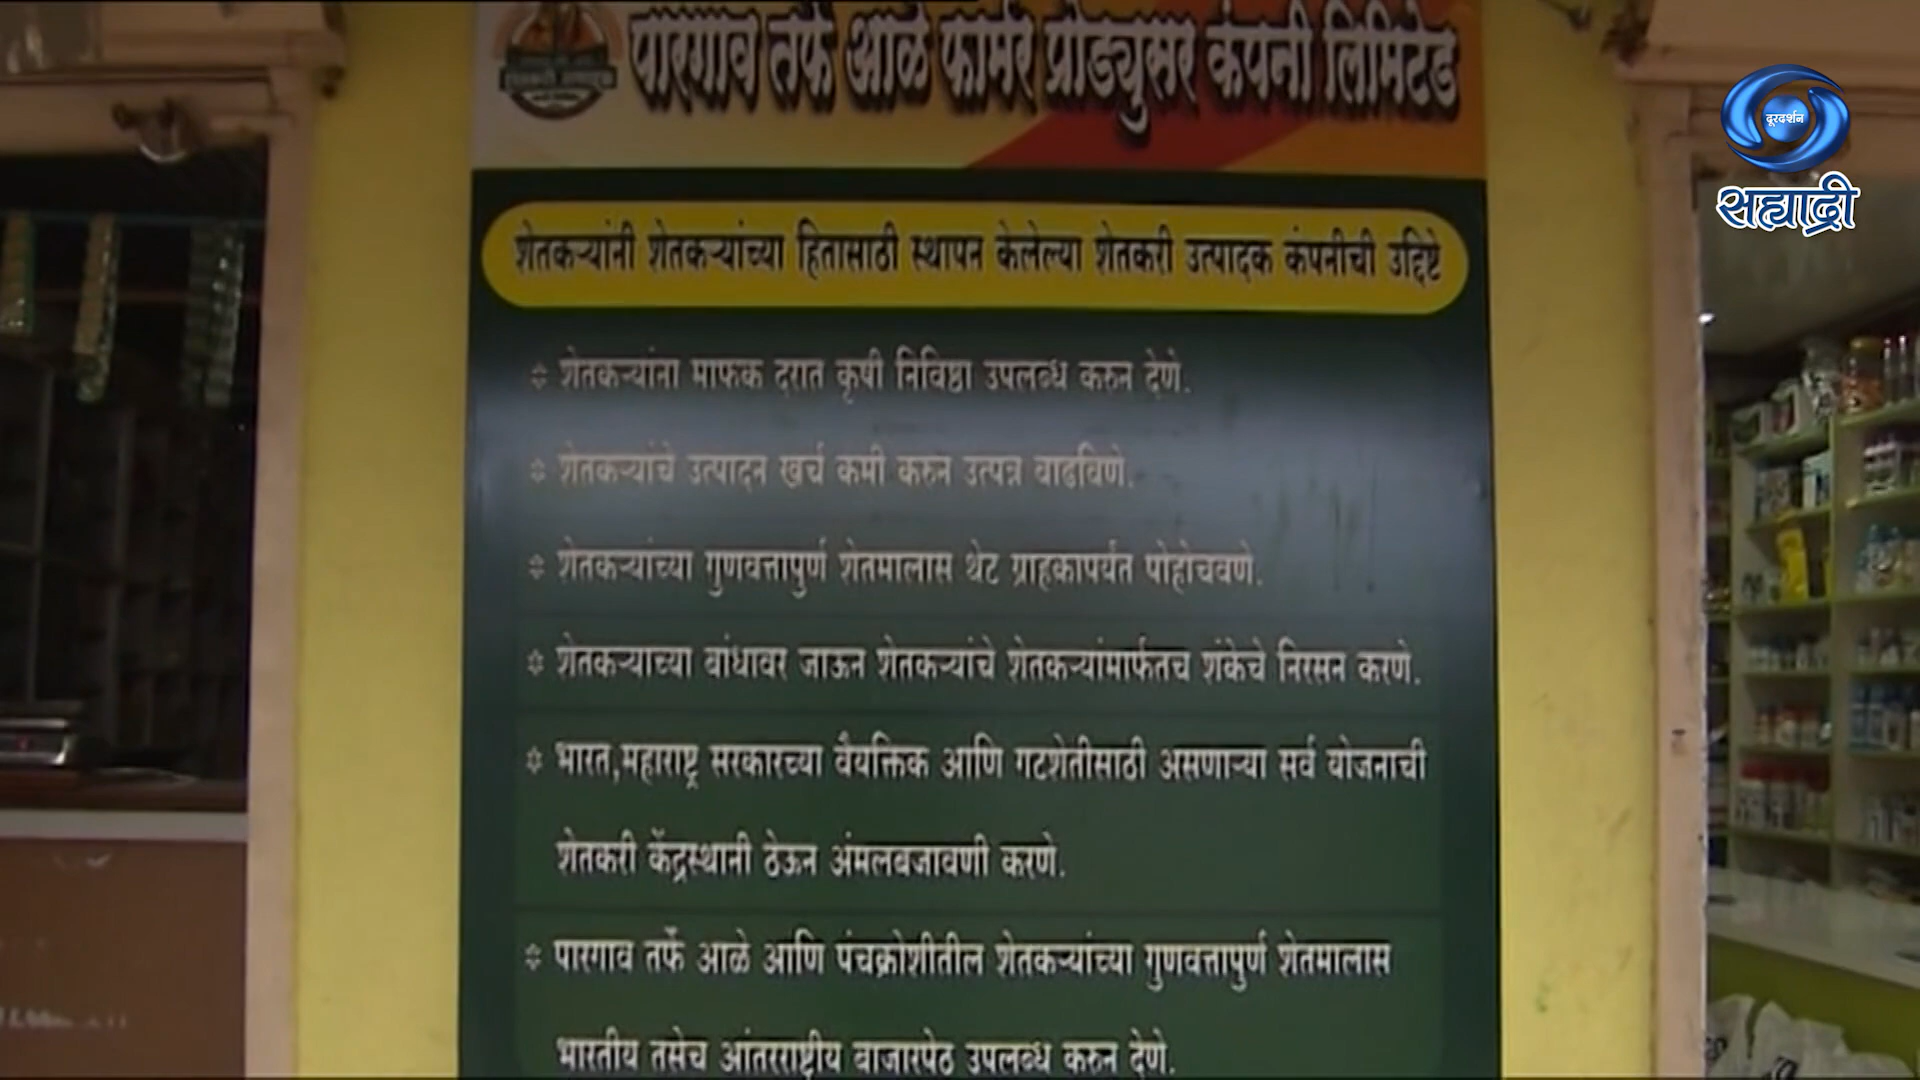 पारगाव तर्फे आळे फार्मर प्रोड्युसर कंपनी लिमिटेड
दूरदर्शन
सह्याद्री
शेतकऱ्यांनी शेतकऱ्यांच्या हितासाठी स्थापन केलेल्या शेतकरी उत्पादक कंपनीची उद्दिष्टे
शेतकऱ्यांना माफक दरात कृषी निविष्ठा उपलब्ध करुन देणे.
शेतकऱ्यांचे उत्पादन खर्च कमी करुन उत्पन्न वाढविणे.
शेतकऱ्यांच्या गुणवत्तापुर्ण शेतमालास थेट ग्राहकापर्यंत पोहोचवणे.
शेतकऱ्याच्या बांधावर जाऊन शेतकऱ्यांचे शेतकऱ्यांमार्फतच शंकेचे निरसन करणे.
भारत,महाराष्ट्र सरकारच्या वैयक्तिक आणि गटशेतीसाठी असणाऱ्या सर्व योजनाची
शेतकरी केंद्रस्थानी ठेऊन अंमलबजावणी करणे.
पारगाव तर्फे आळे आणि पंचक्रोशीतील शेतकऱ्यांच्या गुणवत्तापुर्ण शेतमालास
भारतीय तसेच आंतरराष्ट्रीय बाजारपेठ उपलब्ध करुन देणे.